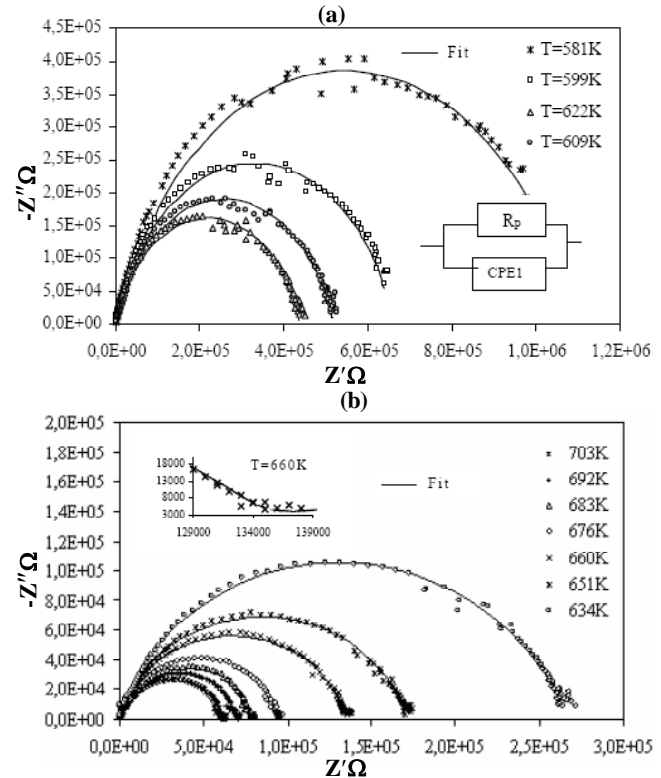 (a)
4,5E+05
4,0E+05
3,5E+05
3,0E+05
2,5E+05
2,0E+05
1,5E+05
1,0E+05
5,0E+04
0,0E+00
-Z″Ω
Fit
T=581K
T=599K
T=622K
T=609K
Rp
CPE1
0,0E+00 2,0E+05 4,0E+05 6,0E+05 8,0E+05 1,0E+06 1,2E+06
Z′Ω
(b)
2,0E+05
1,8E+05
1,6E+05
1,4E+05
1,2E+05
1,0E+05
8,0E+04
6,0E+04
4,0E+04
2,0E+04
0,0E+00
-Z″Ω
18000
13000
8000
3000
T=660K
129000 134000 139000
Fit
703K
692K
683K
676K
660K
651K
634K
0,0E+00 5,0E+04 1,0E+05 1,5E+05 2,0E+05 2,5E+05 3,0E+05
Z′Ω